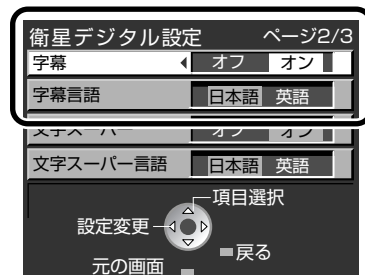 衛星デジタル設定 ページ2/3
字幕 オフ オン
字幕言語 日本語 英語
文字スーパー オフ オン
文字スーパー言語 日本語 英語
項目選択
設定変更
戻る
元の画面